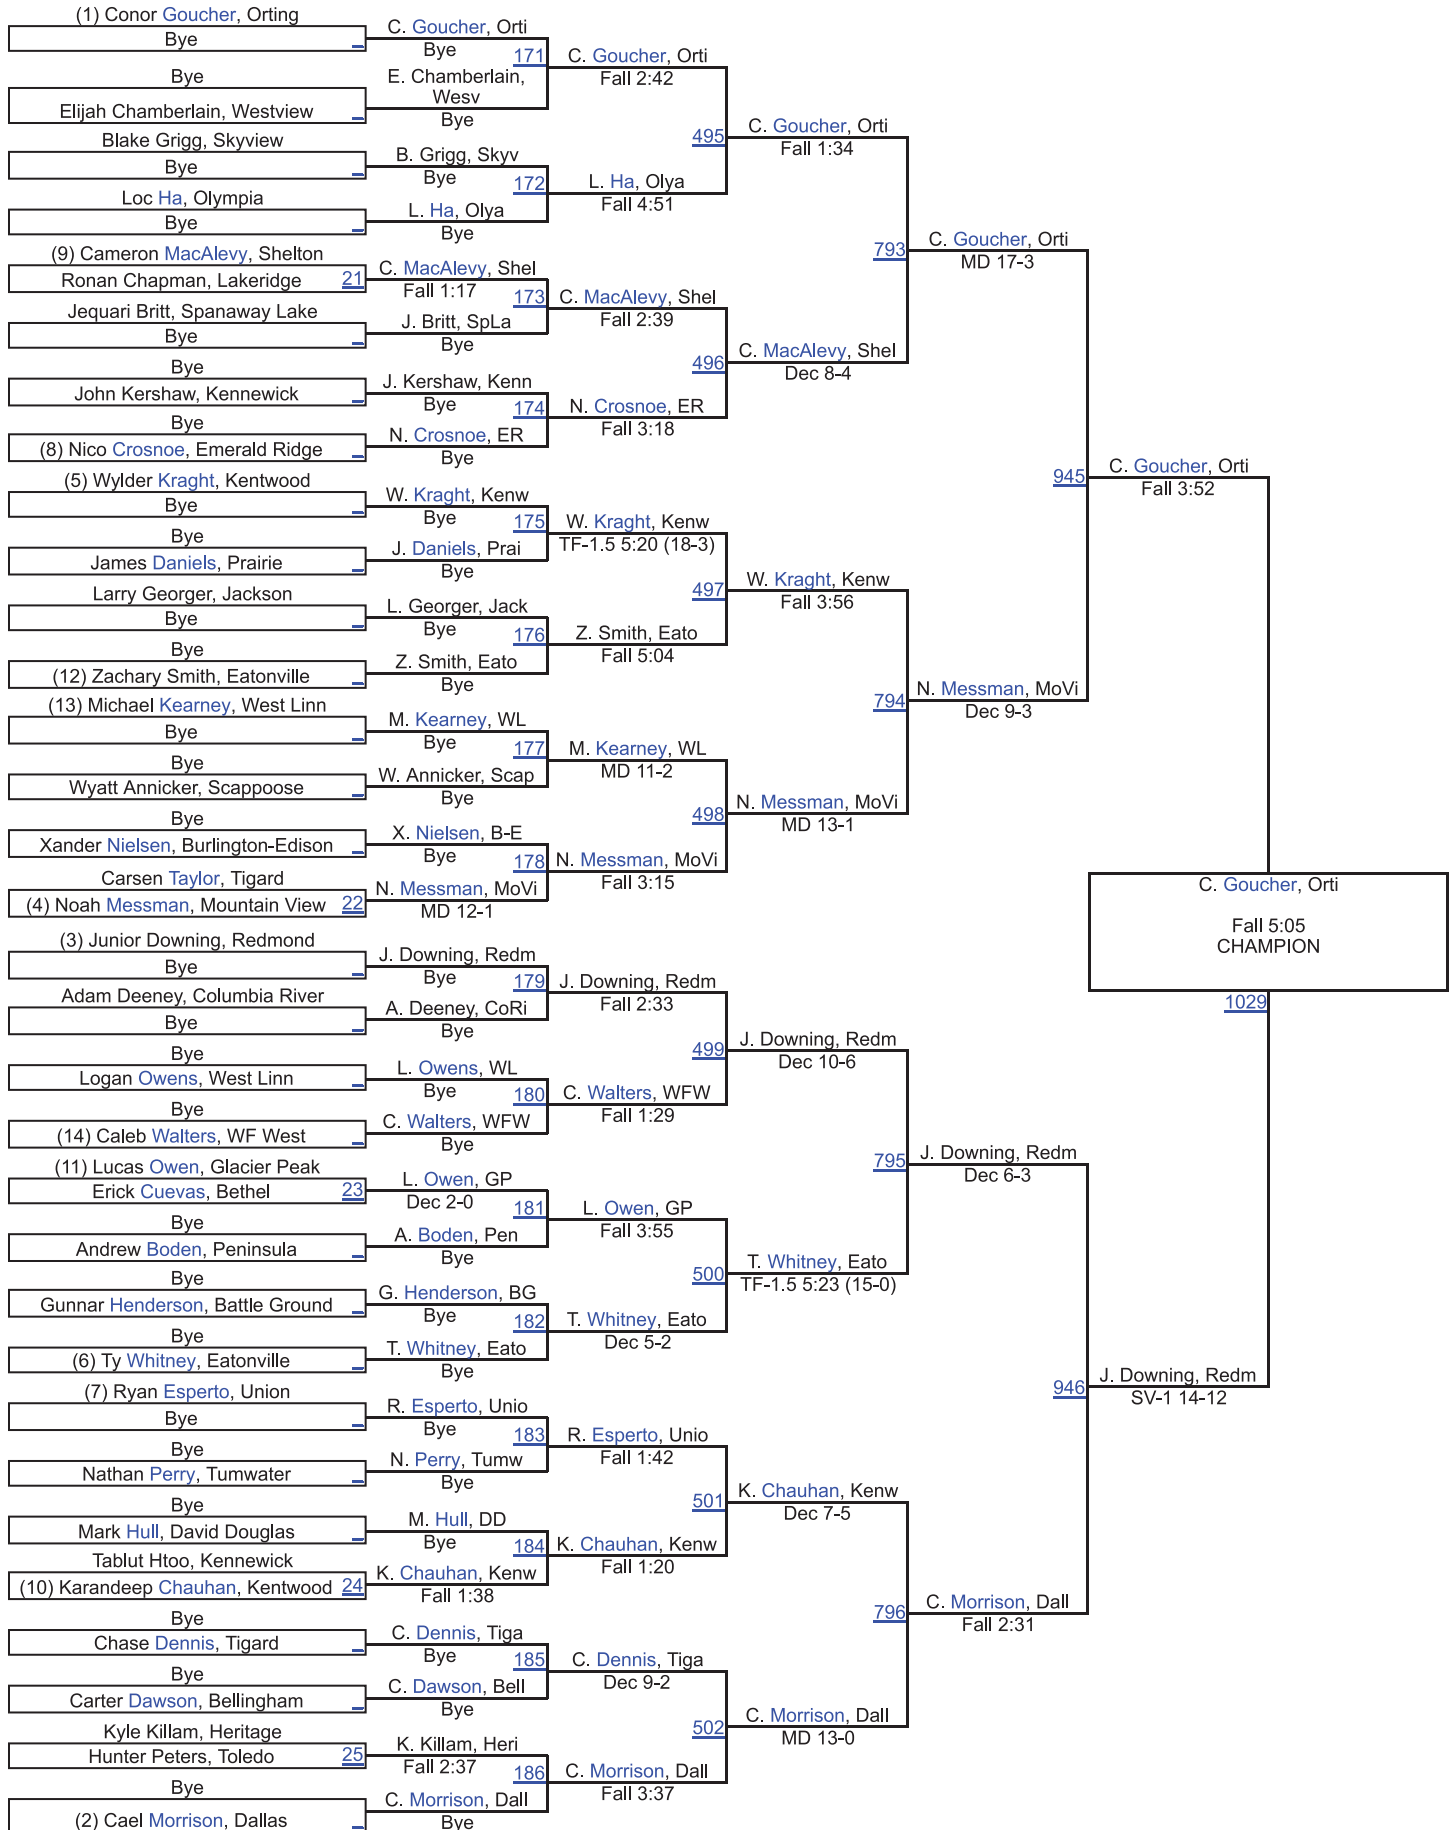 (1) Conor Goucher, Orting
Bye
Bye
Elijah Chamberlain, Westview
Blake Grigg, Skyview
Bye
Loc Ha, Olympia
Bye
(9) Cameron MacAlevy, Shelton
Ronan Chapman, Lakeridge 21
Jequari Britt, Spanaway Lake
Bye
Bye
John Kershaw, Kennewick
Bye
(8) Nico Crosnoe, Emerald Ridge
(5) Wylder Kraght, Kentwood
Bye
Bye
James Daniels, Prairie
Larry Georger, Jackson
Bye
Bye
(12) Zachary Smith, Eatonville
(13) Michael Kearney, West Linn
Bye
Bye
Wyatt Annicker, Scappoose
Bye
Xander Nielsen, Burlington-Edison
Carsen Taylor, Tigard
(4) Noah Messman, Mountain View 22
(3) Junior Downing, Redmond
Bye
Adam Deeney, Columbia River
Bye
Bye
Logan Owens, West Linn
Bye
(14) Caleb Walters, WF West
(11) Lucas Owen, Glacier Peak
Erick Cuevas, Bethel 23
Bye
Andrew Boden, Peninsula
Bye
Gunnar Henderson, Battle Ground
Bye
(6) Ty Whitney, Eatonville
(7) Ryan Esperto, Union
Bye
Bye
Nathan Perry, Tumwater
Bye
Mark Hull, David Douglas
Tablut Htoo, Kennewick
(10) Karandeep Chauhan, Kentwood 24
Bye
Chase Dennis, Tigard
Bye
Carter Dawson, Bellingham
Kyle Killam, Heritage
Hunter Peters, Toledo 25
Bye
(2) Cael Morrison, Dallas
C. Goucher, Orti
Bye
171
E. Chamberlain,
Wesv
Bye
B. Grigg, Skyv
Bye
172
L. Ha, Olya
Bye
C. MacAlevy, Shel
Fall 1:17
173
J. Britt, SpLa
Bye
J. Kershaw, Kenn
Bye
174
N. Crosnoe, ER
Bye
W. Kraght, Kenw
Bye
175
J. Daniels, Prai
Bye
L. Georger, Jack
Bye
176
Z. Smith, Eato
Bye
M. Kearney, WL
Bye
177
W. Annicker, Scap
Bye
X. Nielsen, B-E
Bye
178
N. Messman, MoVi
MD 12-1
J. Downing, Redm
Bye
179
A. Deeney, CoRi
Bye
L. Owens, WL
Bye
180
C. Walters, WFW
Bye
L. Owen, GP
Dec 2-0
181
A. Boden, Pen
Bye
G. Henderson, BG
Bye
182
T. Whitney, Eato
Bye
R. Esperto, Unio
Bye
183
N. Perry, Tumw
Bye
M. Hull, DD
Bye
184
K. Chauhan, Kenw
Fall 1:38
C. Dennis, Tiga
Bye
185
C. Dawson, Bell
Bye
K. Killam, Heri
Fall 2:37
186
C. Morrison, Dall
Bye
C. Goucher, Orti
Fall 2:42
495
L. Ha, Olya
Fall 4:51
C. MacAlevy, Shel
Fall 2:39
496
N. Crosnoe, ER
Fall 3:18
W. Kraght, Kenw
TF-1.5 5:20 (18-3)
497
Z. Smith, Eato
Fall 5:04
M. Kearney, WL
MD 11-2
498
N. Messman, MoVi
Fall 3:15
J. Downing, Redm
Fall 2:33
499
C. Walters, WFW
Fall 1:29
L. Owen, GP
Fall 3:55
500
T. Whitney, Eato
Dec 5-2
R. Esperto, Unio
Fall 1:42
501
K. Chauhan, Kenw
Fall 1:20
C. Dennis, Tiga
Dec 9-2
502
C. Morrison, Dall
Fall 3:37
C. Goucher, Orti
Fall 1:34
793
C. MacAlevy, Shel
Dec 8-4
W. Kraght, Kenw
Fall 3:56
794
N. Messman, MoVi
MD 13-1
J. Downing, Redm
Dec 10-6
795
T. Whitney, Eato
TF-1.5 5:23 (15-0)
K. Chauhan, Kenw
Dec 7-5
796
C. Morrison, Dall
MD 13-0
C. Goucher, Orti
MD 17-3
945
N. Messman, MoVi
Dec 9-3
J. Downing, Redm
Dec 6-3
946
C. Morrison, Dall
Fall 2:31
C. Goucher, Orti
Fall 3:52
J. Downing, Redm
SV-1 14-12
C. Goucher, Orti
Fall 5:05
CHAMPION
1029